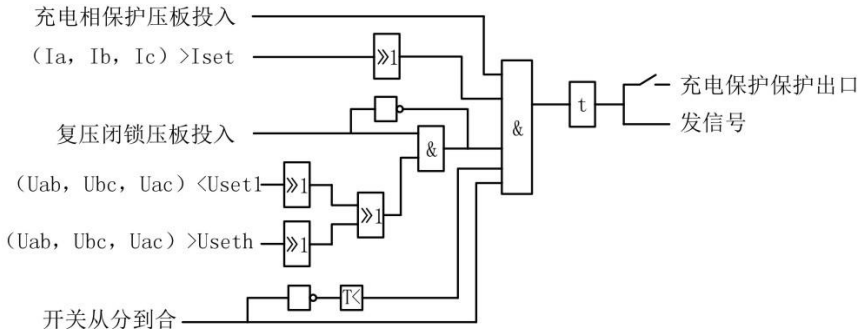 充电相保护压板投入
(Ia, Ib, Ic)>Iset
≫1
复压闭锁压板投入
&
&
t
充电保护保护出口
发信号
(Uab, Ubc, Uac)<Uset1
≫1
≫1
(Uab, Ubc, Uac)>Useth
≫1
T<
开关从分到合